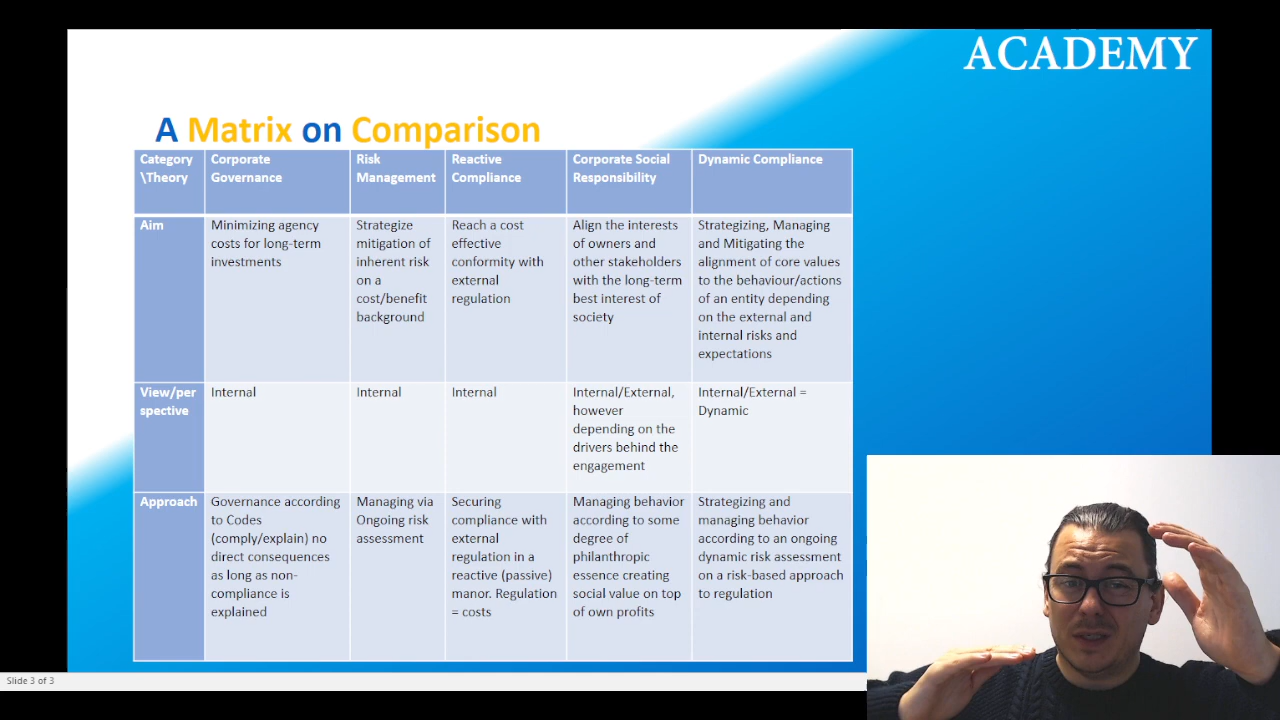 ACADEMY
A Matrix on Comparison
Category
\Theory
Corporate
Governance
Risk
Management
Reactive
Compliance
Corporate Social
Responsibility
Dynamic Compliance
Aim
Minimizing agency
costs for long-term
investments
Strategize
mitigation of
inherent risk
on a
cost/benefit
background
Reach a cost
effective
conformity with
external
regulation
Align the interests
of owners and
other stakeholders
with the long-term
best interest of
society
Strategizing, Managing
and Mitigating the
alignment of core values
to the behaviour/actions
of an entity depending
on the external and
internal risks and
expectations
View/per
spective
Internal
Internal
Internal
Internal/External,
however
depending on the
drivers behind the
engagement
Internal/External =
Dynamic
Approach
Governance according
to Codes
(comply/explain) no
direct consequences
as long as non-
compliance is
explained
Managing via
Ongoing risk
assessment
Securing
compliance with
external
regulation in a
reactive (passive)
manor. Regulation
= costs
Managing behavior
according to some
degree of
philanthropic
essence creating
social value on top
of own profits
Strategizing and
managing behavior
according to an ongoing
dynamic risk assessment
on a risk-based approach
to regulation
Slide 3 of 3